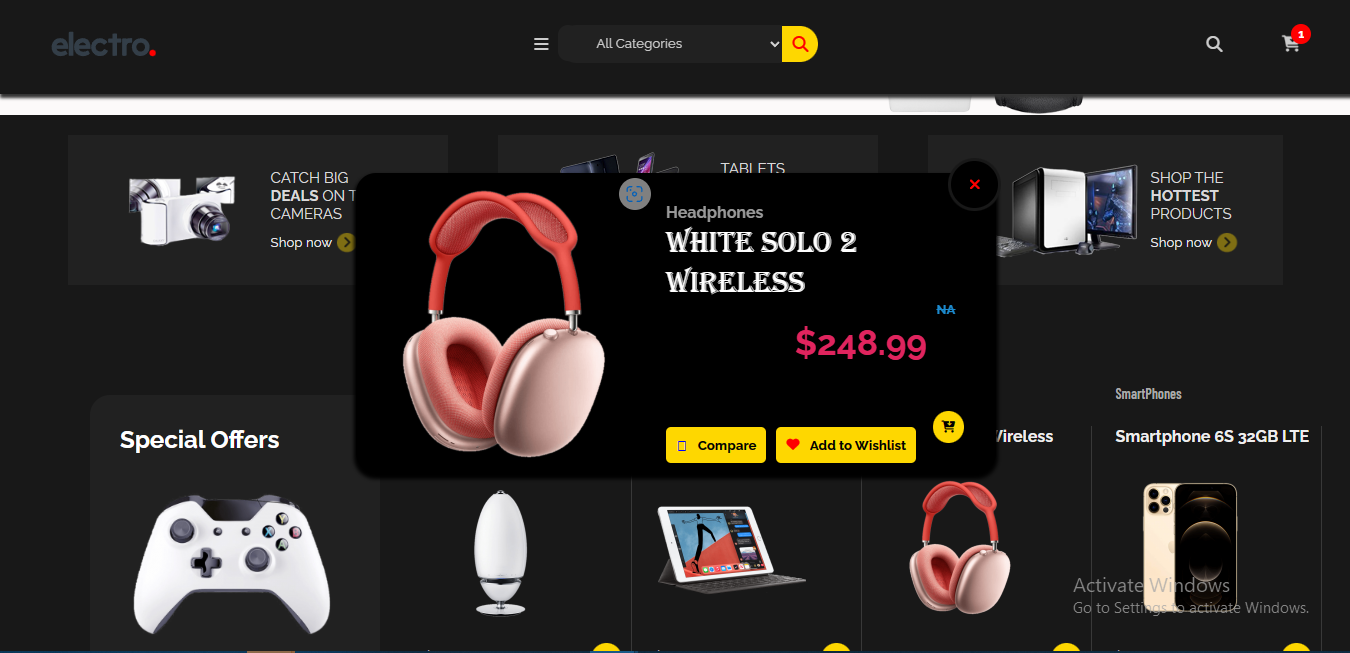 electro.
All Categories
1
CATCH BIG
DEALS ON T
CAMERAS
Shop now
TABLETS
SHOP THE
HOTTEST
PRODUCTS
Shop now
Headphones
WHITE SOLO 2
WIRELESS
NA
$248.99
Compare
Add to Wishlist
Special Offers
Wireless
SmartPhones
Smartphone 6S 32GB LTE
Activate Windows
Go to Settings to activate Windows.